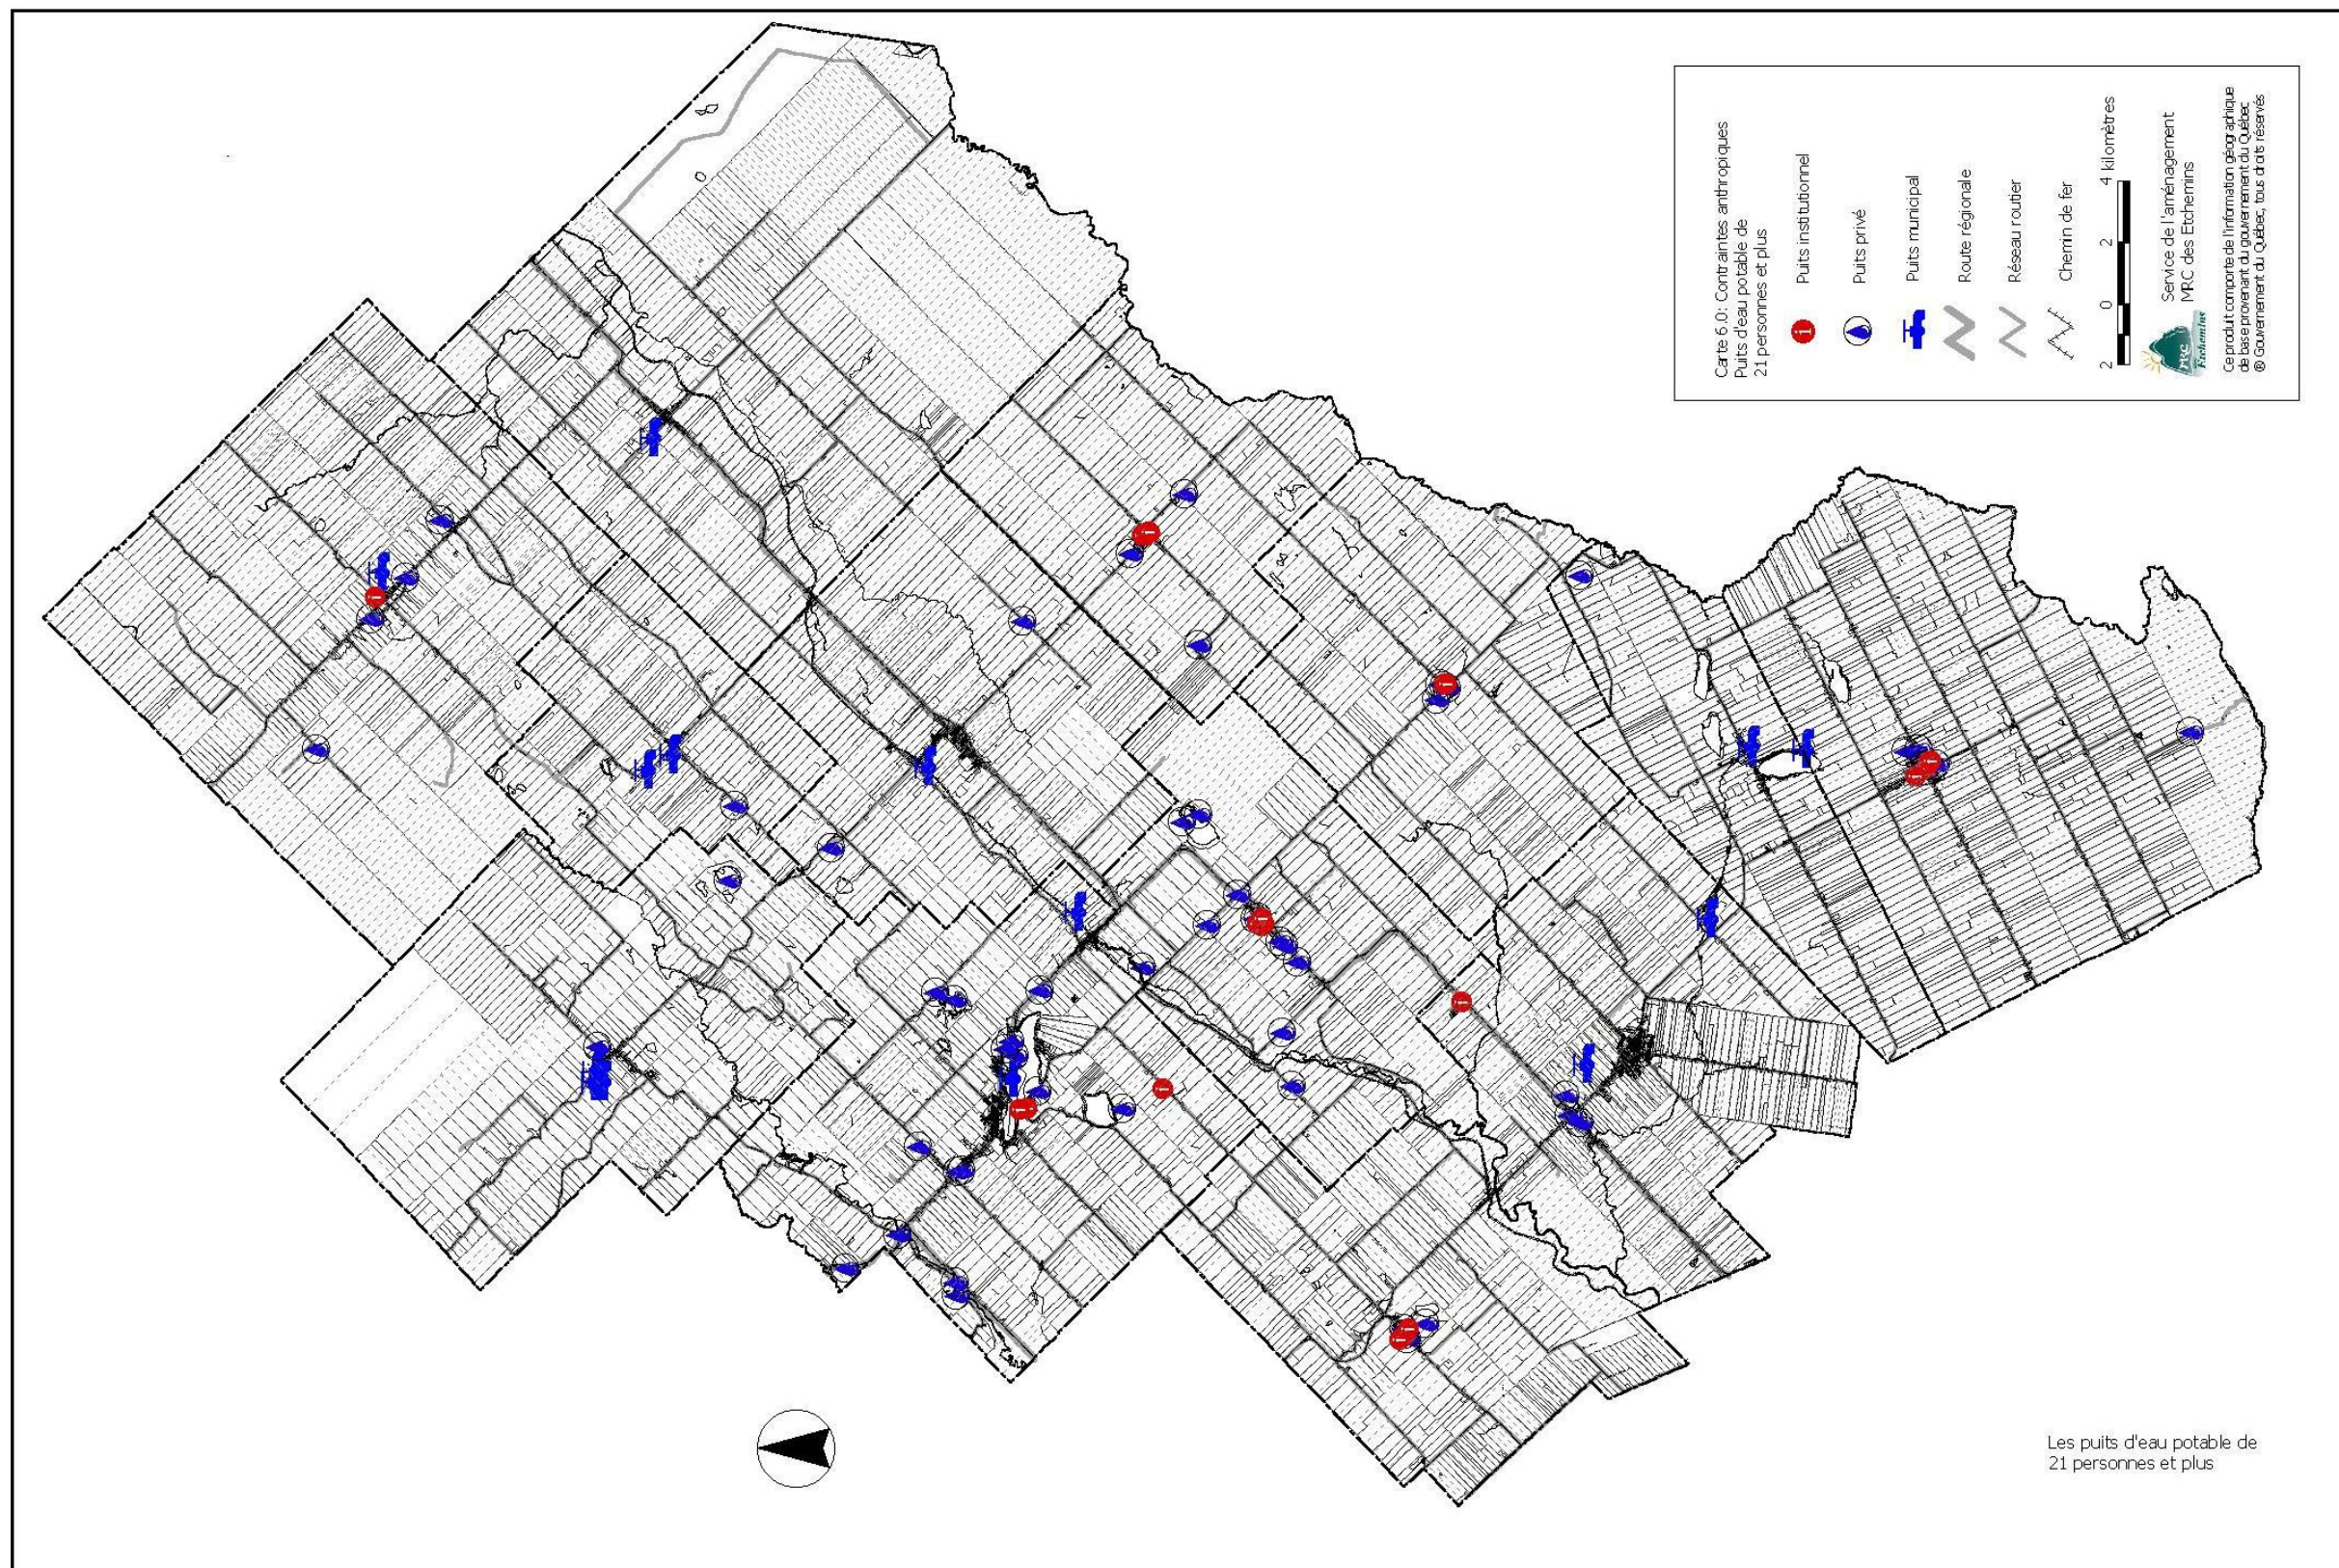 Carte 6.0: Contraintes anthropiques
Puits d'eau potable de
21 personnes et plus
Puits institutionnel
Puits privé
Puits municipal
Route régionale
Réseau routier
Chemin de fer
2 0 2 4 kilomètres
MRC
Etchemins
Service de l'aménagement
MRC des Etchemins
Ce produit comporte de l'information géographique
de base provenant du gouvernement du Québec
® Gouvernement du Québec, tous droits réservés
Les puits d'eau potable de
21 personnes et plus